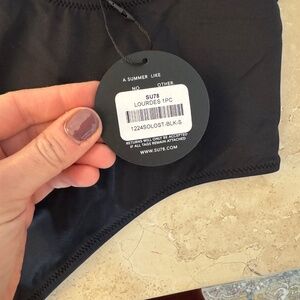 A SUMMER LIKE
NO OTHER
SU78
LOURDES 1PC
1224SOLOST-BLK-S
RETURNS WILL ONLY BE ACCEPTED
IF ALL TAGS REMAIN ATTACHED
WWW.SU78.COM